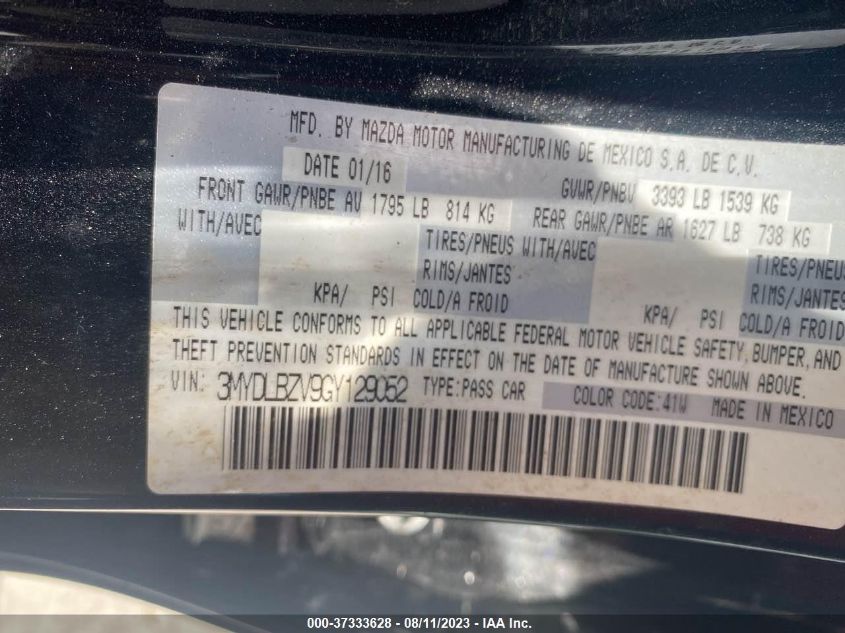 MFD. BY MAZDA MOTOR MANUFACTURING DE MEXICO S.A. DE C.V.
DATE 01/16
GVWR/PNBV 3393 LB 1539 KG
FRONT GAWR/PNBE AV 1795 LB 814 KG
REAR GAWR/PNBE AR 1627 LB 738 KG
WITH/AVEC
TIRES/PNEUS WITH/AVEC
TIRES/PNEUS
RIMS/JANTES
RIMS/JANTES
KPA/ PSI COLD/A FROID
KPA/ PSI COLD/A FROID
THIS VEHICLE CONFORMS TO ALL APPLICABLE FEDERAL MOTOR VEHICLE SAFETY, BUMPER, AND
THEFT PREVENTION STANDARDS IN EFFECT ON THE DATE OF MANUFACTURE SHOWN ABOVE.
VIN: 3MYDLBZV9GY129052 TYPE:PASS CAR COLOR CODE:41W MADE IN MEXICO
000-37333628 - 08/11/2023 - IAA Inc.